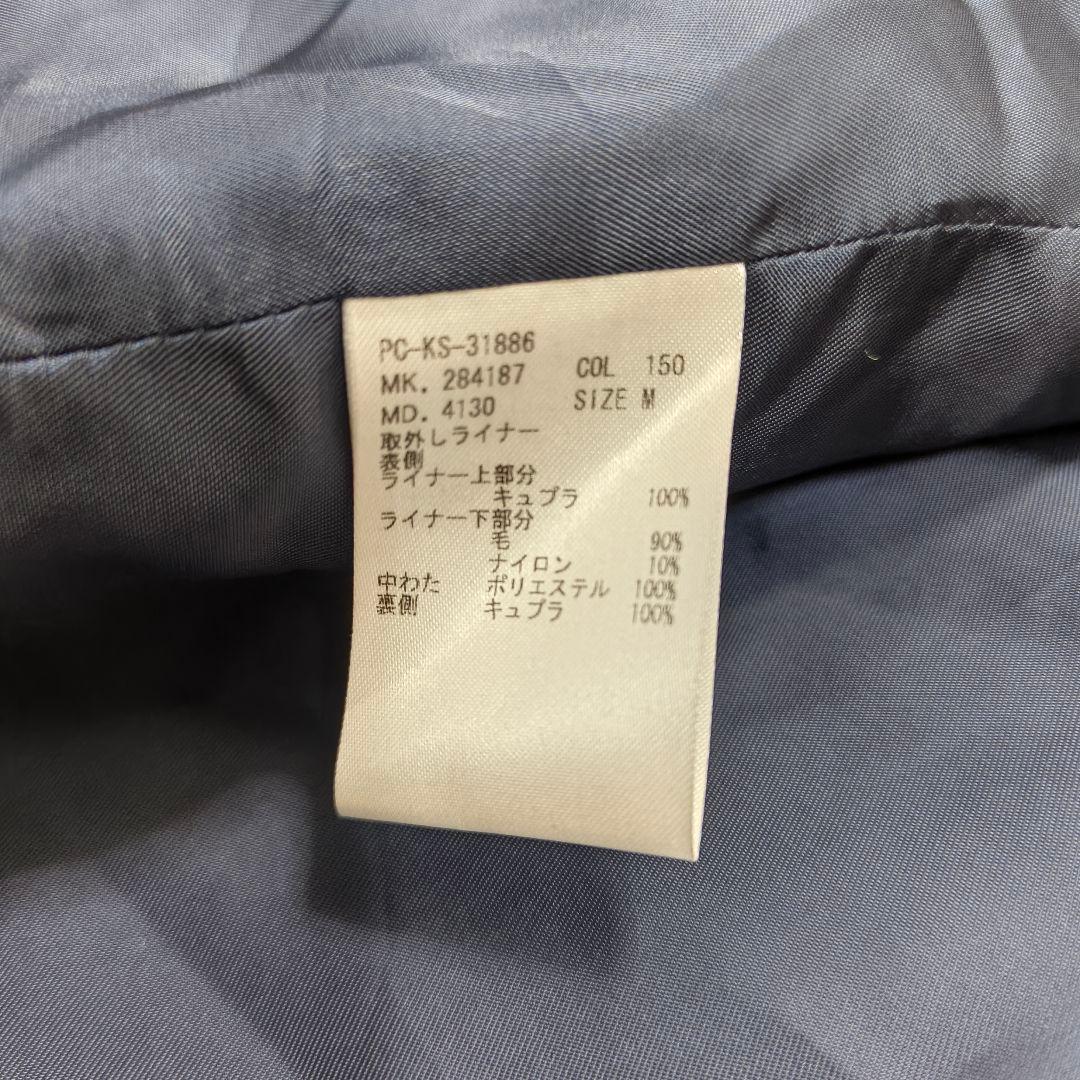 PC-KS-31886
MK. 284187 COL 150
MD. 4130 SIZE M
取外しライナー
表側
ライナー上部分
キュプラ 100%
ライナー下部分
毛 90%
ナイロン 10%
中わた ポリエステル 100%
裏側 キュプラ 100%